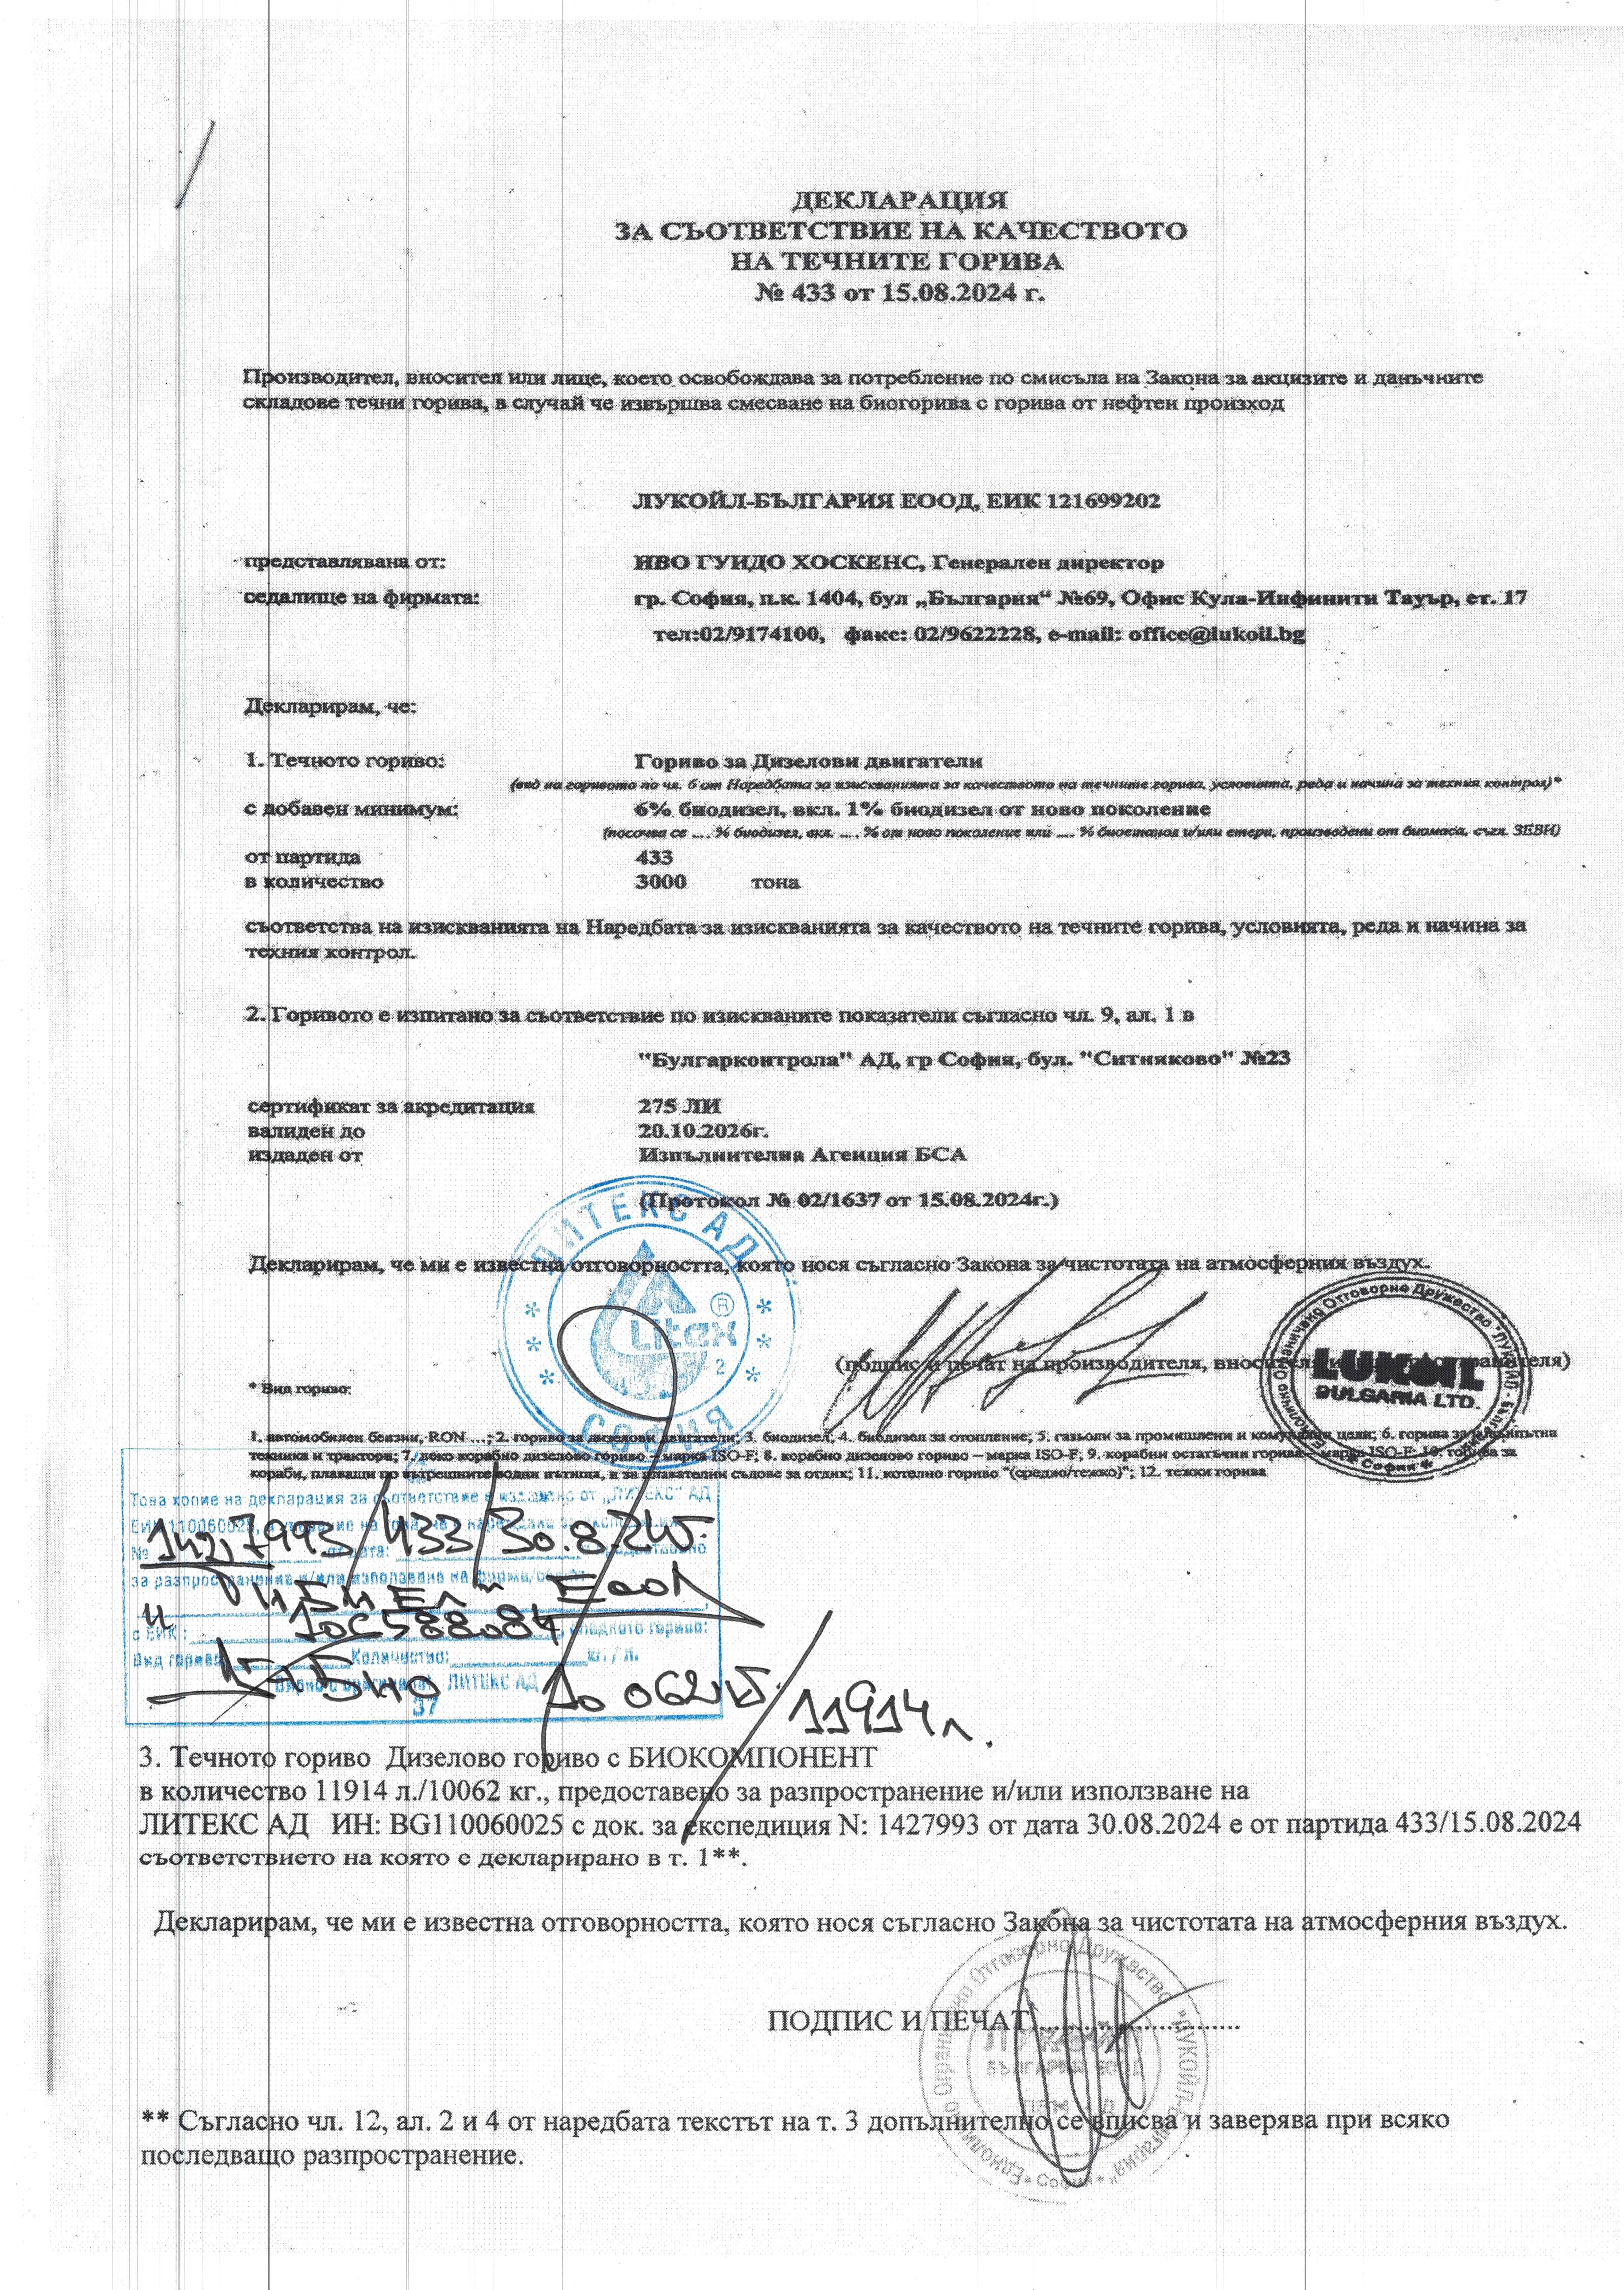 ДЕКЛАРАЦИЯ
ЗА СЪОТВЕТСТВИЕ НА КАЧЕСТВОТО
НА ТЕЧНИТЕ ГОРИВА
№ 433 от 15.08.2024 г.
Производител, вносител или лице, което освобождава за потребление по смисъла на Закона за акцизите и данъчните
складове течни горива, в случай че извършва смесване на биогорива с горива от нефтен произход
ЛУКОЙЛ-БЪЛГАРИЯ ЕООД, ЕИК 121699202
представлявана от: ИВО ГУИДО ХОСКЕНС, Генерален директор
седалище на фирмата: гр. София, п.к. 1404, бул „България“ №69, Офис Кула-Инфинити Тауър, ет. 17
тел:02/9174100, факс: 02/9622228, e-mail: office@lukoil.bg
Декларирам, че:
1. Течното гориво: Гориво за Дизелови двигатели
(вид на горивото по чл. 6 от Наредбата за изискванията за качеството на течните горива, условията, реда и начина за техния контрол)*
с добавен минимум: 6% биодизел, вкл. 1% биодизел от ново поколение
(посочва се ... . % биодизел, вкл. ... , % от ново поколение или .... % биоетанол и/или етери, произведени от биомаса, съгл. ЗЕВИ)
от партида 433
в количество 3000 тона
съответства на изискванията на Наредбата за изискванията за качеството на течните горива, условията, реда и начина за
техния контрол.
2. Горивото е изпитано за съответствие по изискваните показатели съгласно чл. 9, ал. 1 в
"Булгарконтрола" АД, гр София, бул. "Ситняково" №23
сертификат за акредитация 275 ЛИ
валиден до 20.10.2026г.
издаден от Изпълнителна Агенция БСА
(Протокол № 02/1637 от 15.08.2024г.)
ЛИТЕКС АД
Litex ®
2
СОФИЯ
Декларирам, че ми е известна отговорността, която нося съгласно Закона за чистотата на атмосферния въздух.
(подпис и печат на производителя, вносителя
LUKOIL
BULGARIA LTD.
* Вид гориво:
1. автомобилен бензин, RON ...; 2. гориво за дизелови двигатели; 3. биодизел; 4. биодизел за отопление; 5. газьоли за промишлени и комунални цели; 6. горива за извънпътна
техника и трактори; 7. леко корабно дизелово гориво – марка ISO-F; 8. корабно дизелово гориво – марка ISO-F; 9. корабни остатъчни горива – марка ISO-F; 10. горива за
кораби, плаващи по вътрешните водни пътища, и за плавателни съдове за отдих; 11. котелно гориво "(средно/тежко)"; 12. тежки горива
Това копие на декларация за съответствие е издадено от „ЛИТЕКС“ АД
ЕИК 110060025
1427993/433/30.8.24г.
за разпространение и/или използване на
ЕООД
с ЕИК:
Вид гориво: Количество: кг./ л.
ЛИТЕКС АД
10062кг. / 11914л.
37
3. Течното гориво Дизелово гориво с БИОКОМПОНЕНТ
в количество 11914 л./10062 кг., предоставено за разпространение и/или използване на
ЛИТЕКС АД ИН: BG110060025 с док. за експедиция N: 1427993 от дата 30.08.2024 е от партида 433/15.08.2024
съответствието на която е декларирано в т. 1**.
Декларирам, че ми е известна отговорността, която нося съгласно Закона за чистотата на атмосферния въздух.
ПОДПИС И ПЕЧАТ..............................
** Съгласно чл. 12, ал. 2 и 4 от наредбата текстът на т. 3 допълнително се вписва и заверява при всяко
последващо разпространение.